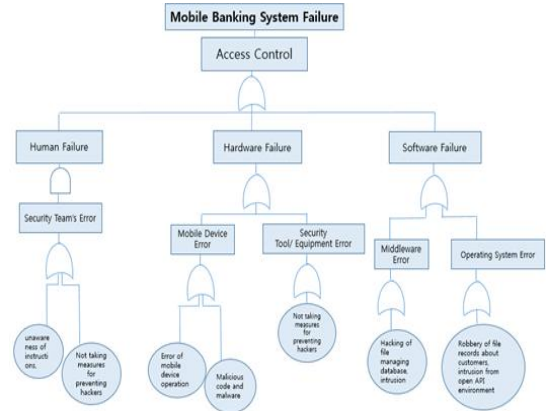 Mobile Banking System Failure
Access Control
Human Failure
Hardware Failure
Software Failure
Security Team's Error
Mobile Device
Error
Security
Tool/ Equipment Error
Middleware
Error
Operating System Error
unaware
ness of
instructi
ons,
Not taking
measures
for
preventing
hackers
Error of
mobile
device
operation
Malicious
code and
malware
Not taking
measures
for
preventing
hackers
Hacking of
file
managing
database,
intrusion
Robbery of file
records about
customers,
intrusion from
open API
environment